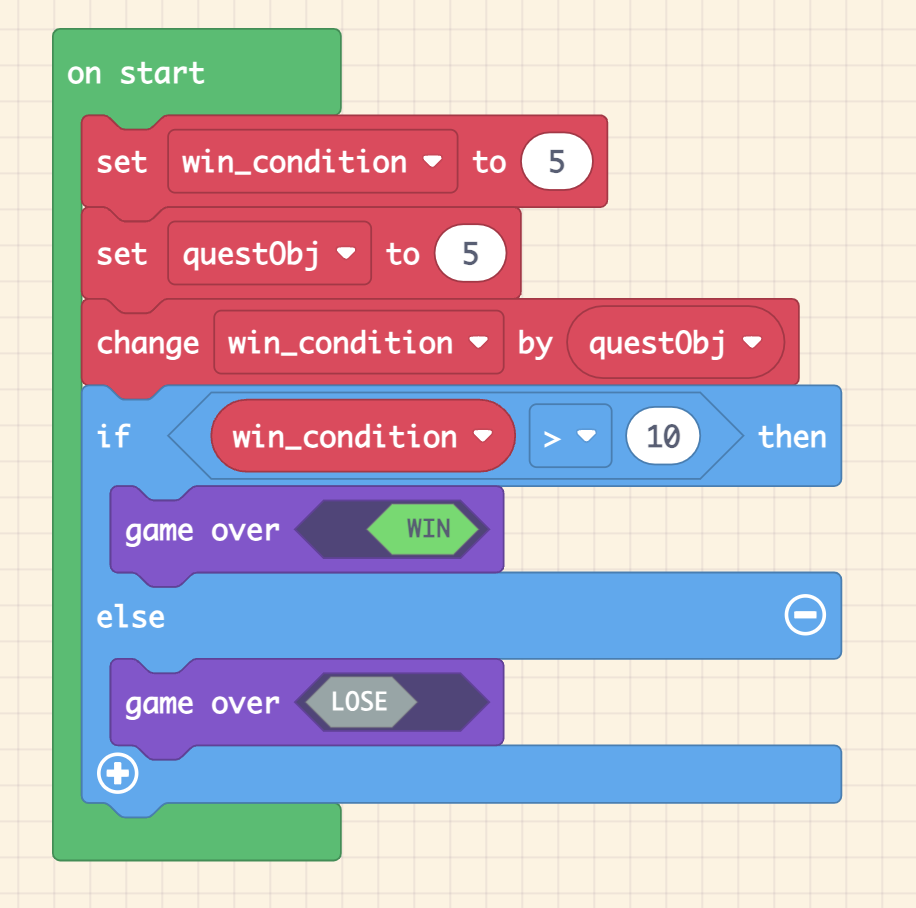 on start
set win_condition to 5
set questObj to 5
change win_condition by questObj
if win_condition > 10 then
game over WIN
else
game over LOSE